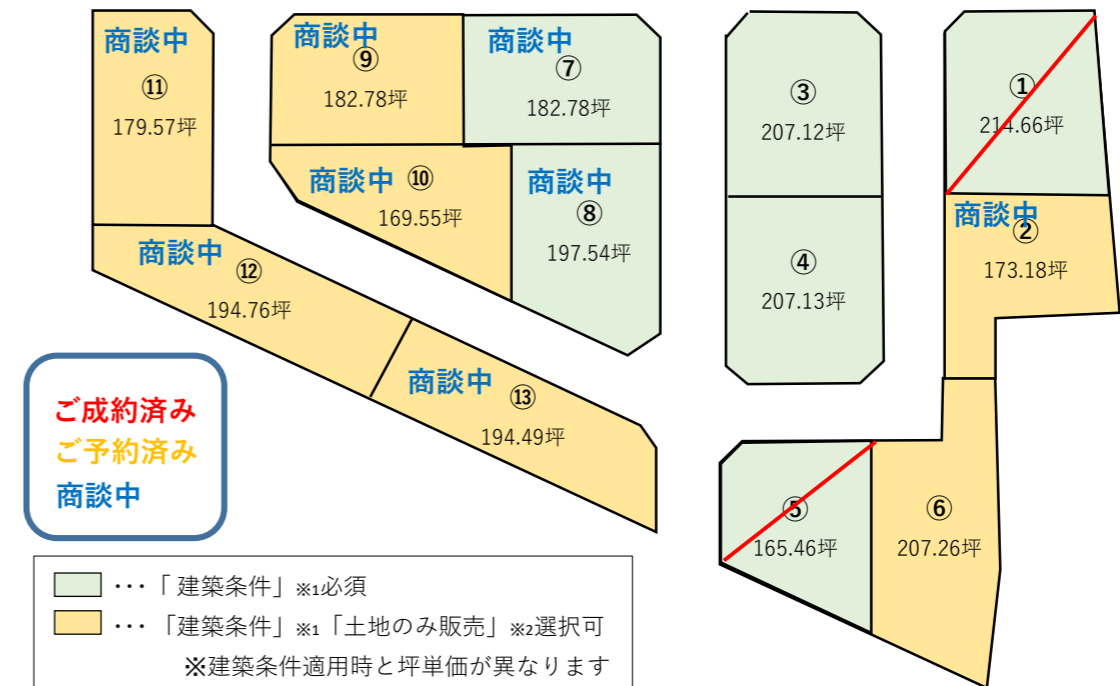 商談中
⑪
179.57坪
商談中
⑨
182.78坪
商談中
⑦
182.78坪
③
207.12坪
①
214.66坪
商談中
⑩
169.55坪
商談中
⑧
197.54坪
④
207.13坪
商談中
②
173.18坪
商談中
⑫
194.76坪
商談中
⑬
194.49坪
⑤
165.46坪
⑥
207.26坪
ご成約済み
ご予約済み
商談中
・・・「 建築条件」※1必須
・・・ 「建築条件」※1「土地のみ販売」※2選択可
※建築条件適用時と坪単価が異なります